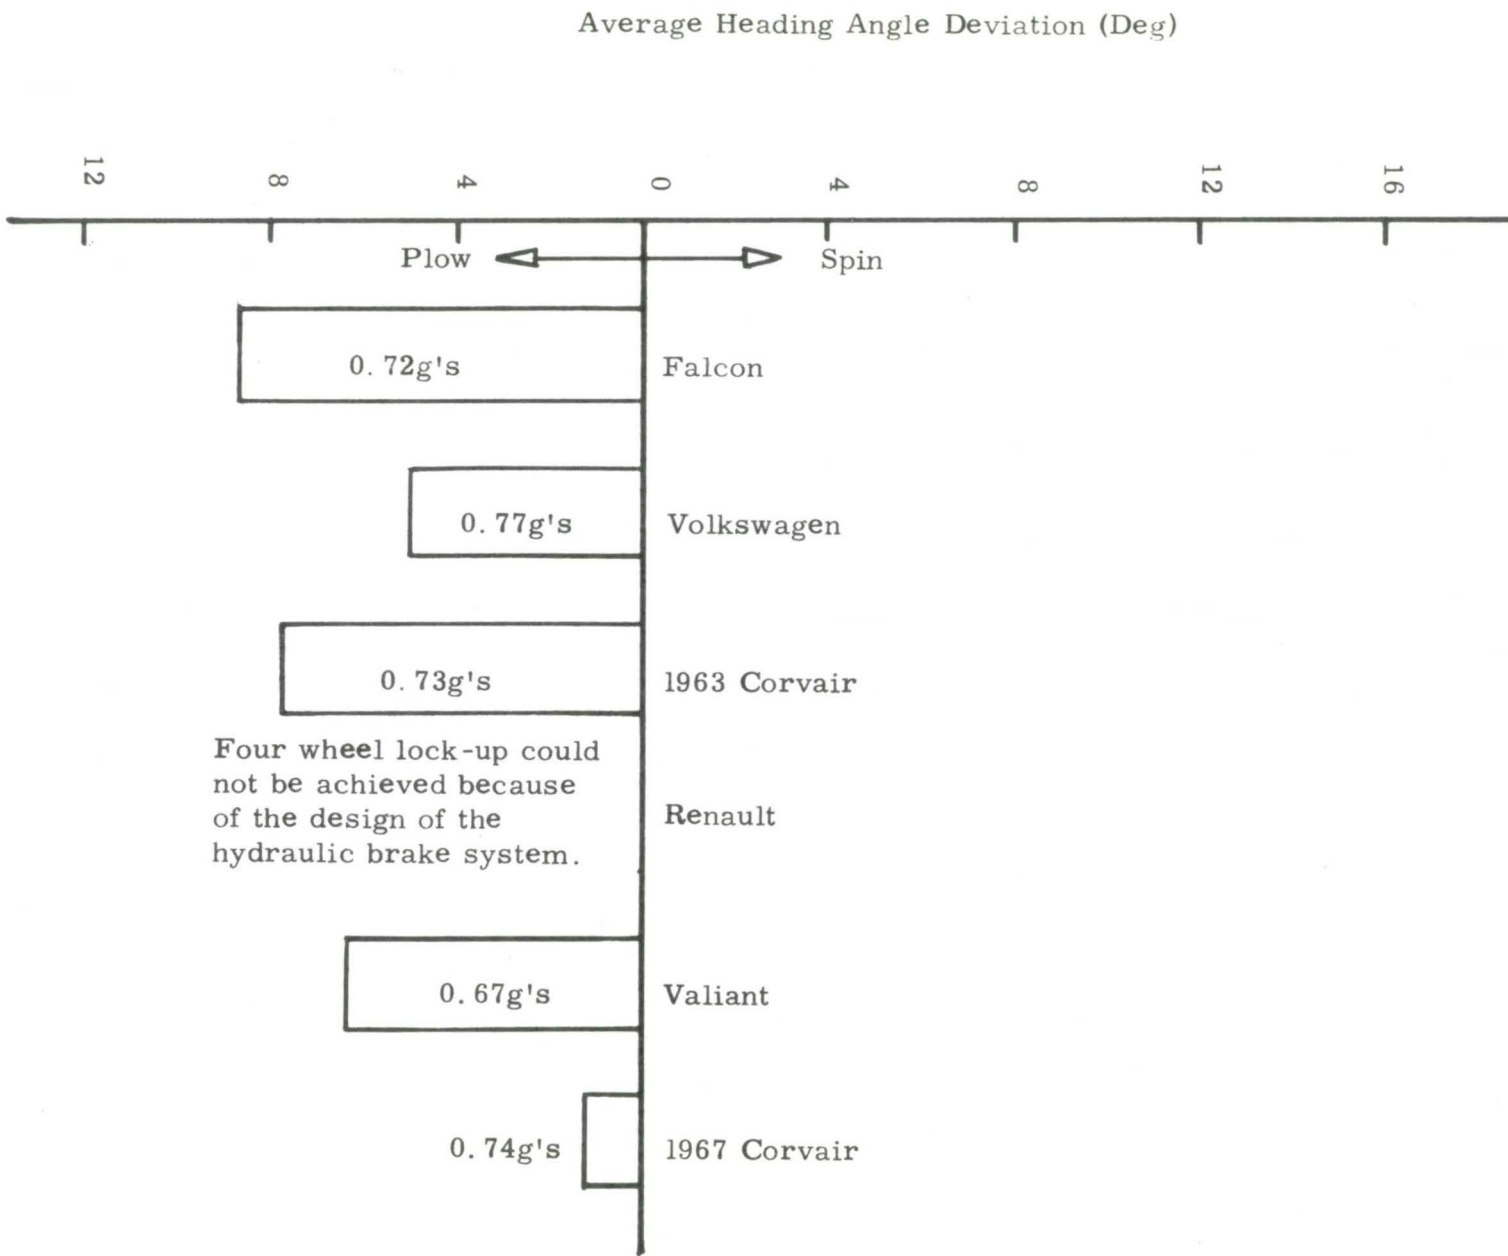 Average Heading Angle Deviation (Deg)
12 8 4 0 4 8 12 16
Plow Spin
0.72g's Falcon
0.77g's Volkswagen
0.73g's 1963 Corvair
Four wheel lock-up could
not be achieved because
of the design of the
hydraulic brake system.
Renault
0.67g's Valiant
0.74g's 1967 Corvair